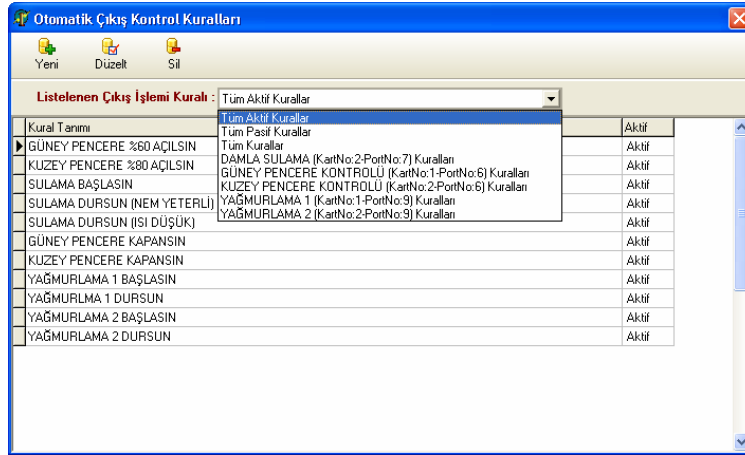 Otomatik Çıkış Kontrol Kuralları
Yeni Düzelt Sil
Listelenen Çıkış İşlemi Kuralı : Tüm Aktif Kurallar
Tüm Aktif Kurallar
Tüm Pasif Kurallar
Tüm Kurallar
DAMLA SULAMA (KartNo:2-PortNo:7) Kuralları
GÜNEY PENCERE KONTROLÜ (KartNo:1-PortNo:6) Kuralları
KUZEY PENCERE KONTROLÜ (KartNo:2-PortNo:6) Kuralları
YAĞMURLAMA 1 (KartNo:1-PortNo:9) Kuralları
YAĞMURLAMA 2 (KartNo:2-PortNo:9) Kuralları
Kural Tanımı Aktif
GÜNEY PENCERE %60 AÇILSIN Aktif
KUZEY PENCERE %80 AÇILSIN Aktif
SULAMA BAŞLASIN Aktif
SULAMA DURSUN (NEM YETERLİ) Aktif
SULAMA DURSUN (ISI DÜŞÜK) Aktif
GÜNEY PENCERE KAPANSIN Aktif
KUZEY PENCERE KAPANSIN Aktif
YAĞMURLAMA 1 BAŞLASIN Aktif
YAĞMURLMA 1 DURSUN Aktif
YAĞMURLAMA 2 BAŞLASIN Aktif
YAĞMURLAMA 2 DURSUN Aktif